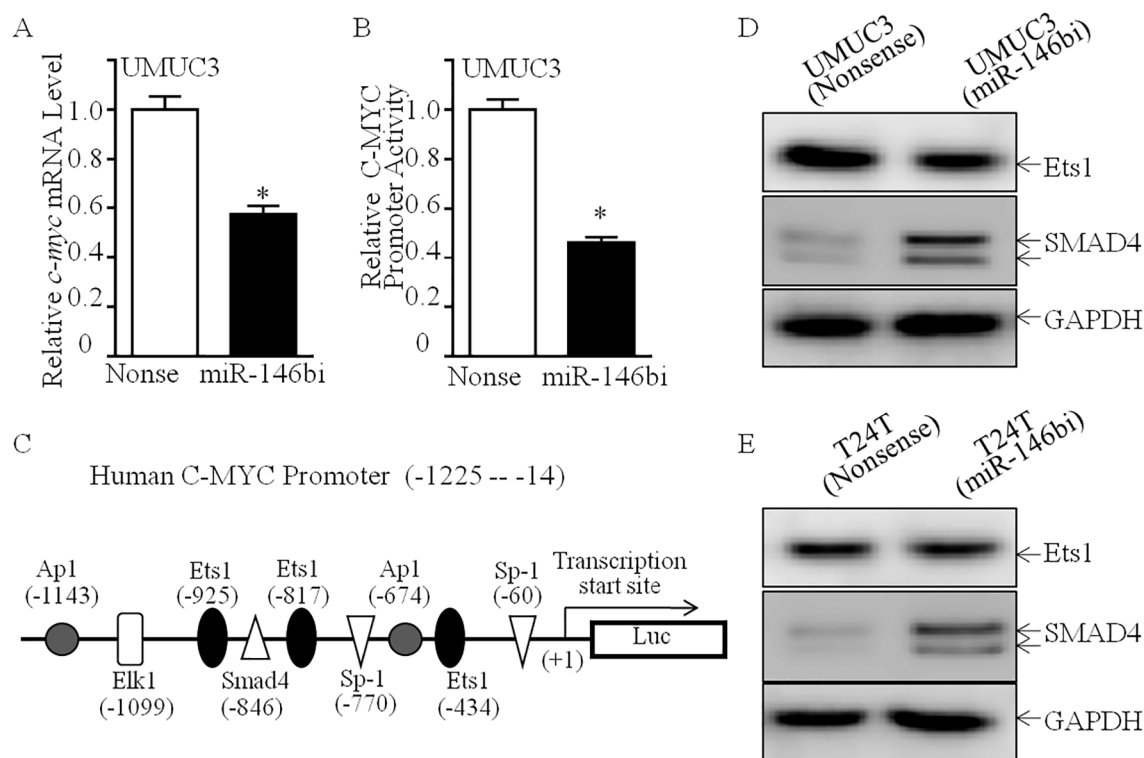 A
Relative c-myc mRNA Level
UMUC3
1.0
0.8
0.6
0.4
0.2
0
*
Nonse
miR-146bi
B
Relative C-MYC
Promoter Activity
UMUC3
1.0
0.8
0.6
0.4
0.2
0
*
Nonse
miR-146bi
C
Human C-MYC Promoter (-1225 -- -14)
Ap1
(-1143)
Elk1
(-1099)
Ets1
(-925)
Smad4
(-846)
Ets1
(-817)
Sp-1
(-770)
Ap1
(-674)
Ets1
(-434)
Sp-1
(-60)
Transcription
start site
(+1)
Luc
D
UMUC3
(Nonsense)
UMUC3
(miR-146bi)
Ets1
SMAD4
GAPDH
E
T24T
(Nonsense)
T24T
(miR-146bi)
Ets1
SMAD4
GAPDH